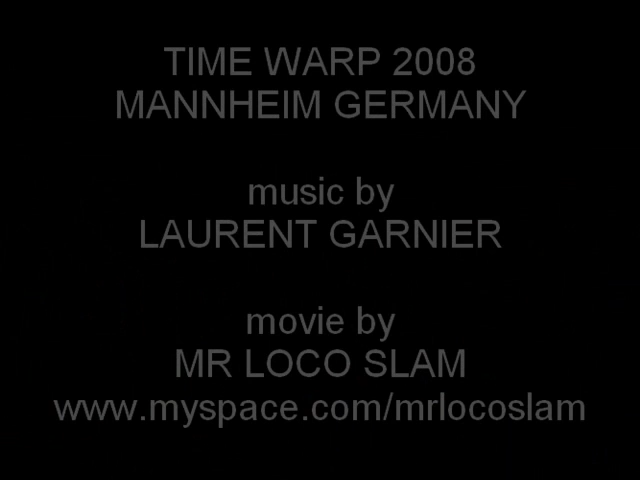 TIME WARP 2008
MANNHEIM GERMANY
music by
LAURENT GARNIER
movie by
MR LOCO SLAM
www.myspace.com/mrlocoslam